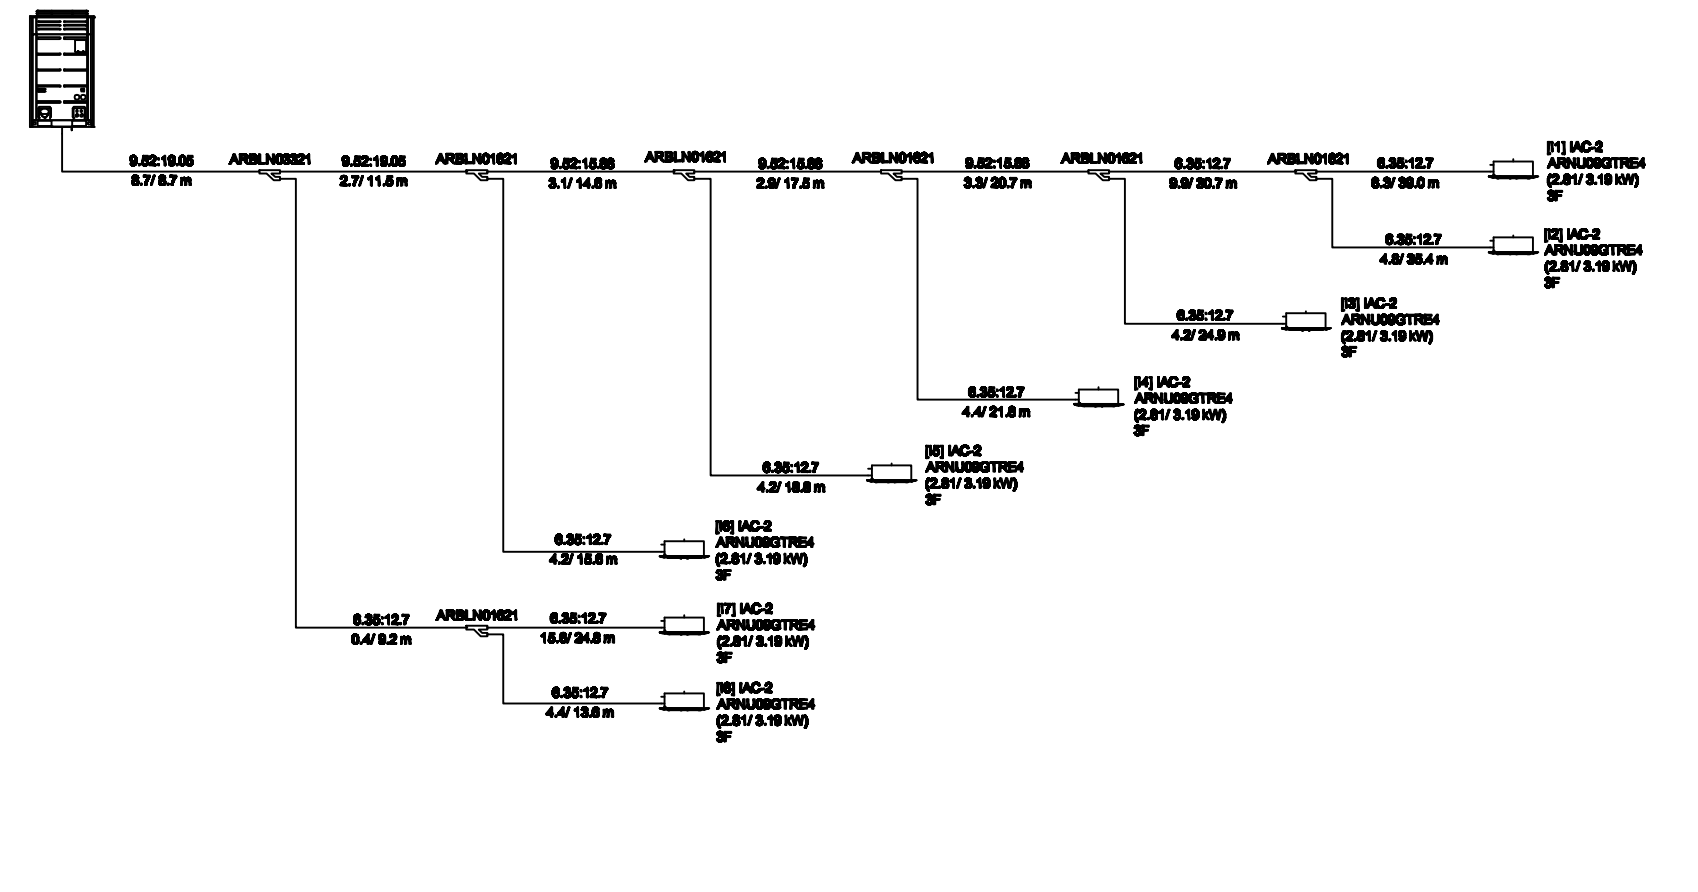 9.52:19.05
ARBLN03321
9.52:19.05
ARBLN01621
9.52:15.88
ARBLN01621
9.52:15.88
ARBLN01621
9.52:15.88
ARBLN01621
6.35:12.7
ARBLN01621
6.35:12.7
8.7/ 8.7 m
2.7/ 11.5 m
3.1/ 14.6 m
2.9/ 17.5 m
3.3/ 20.7 m
9.9/ 30.7 m
8.3/ 39.0 m
[I1] IAC-2
ARNU09GTRE4
(2.81/ 3.19 kW)
3F
6.35:12.7
4.8/ 35.4 m
[I2] IAC-2
ARNU09GTRE4
(2.81/ 3.19 kW)
3F
6.35:12.7
4.2/ 24.9 m
[I3] IAC-2
ARNU09GTRE4
(2.81/ 3.19 kW)
3F
6.35:12.7
4.4/ 21.8 m
[I4] IAC-2
ARNU09GTRE4
(2.81/ 3.19 kW)
3F
6.35:12.7
4.2/ 18.8 m
[I5] IAC-2
ARNU09GTRE4
(2.81/ 3.19 kW)
3F
6.35:12.7
4.2/ 15.6 m
[I6] IAC-2
ARNU09GTRE4
(2.81/ 3.19 kW)
3F
6.35:12.7
0.4/ 9.2 m
ARBLN01621
6.35:12.7
15.6/ 24.8 m
[I7] IAC-2
ARNU09GTRE4
(2.81/ 3.19 kW)
3F
6.35:12.7
4.4/ 13.6 m
[I8] IAC-2
ARNU09GTRE4
(2.81/ 3.19 kW)
3F